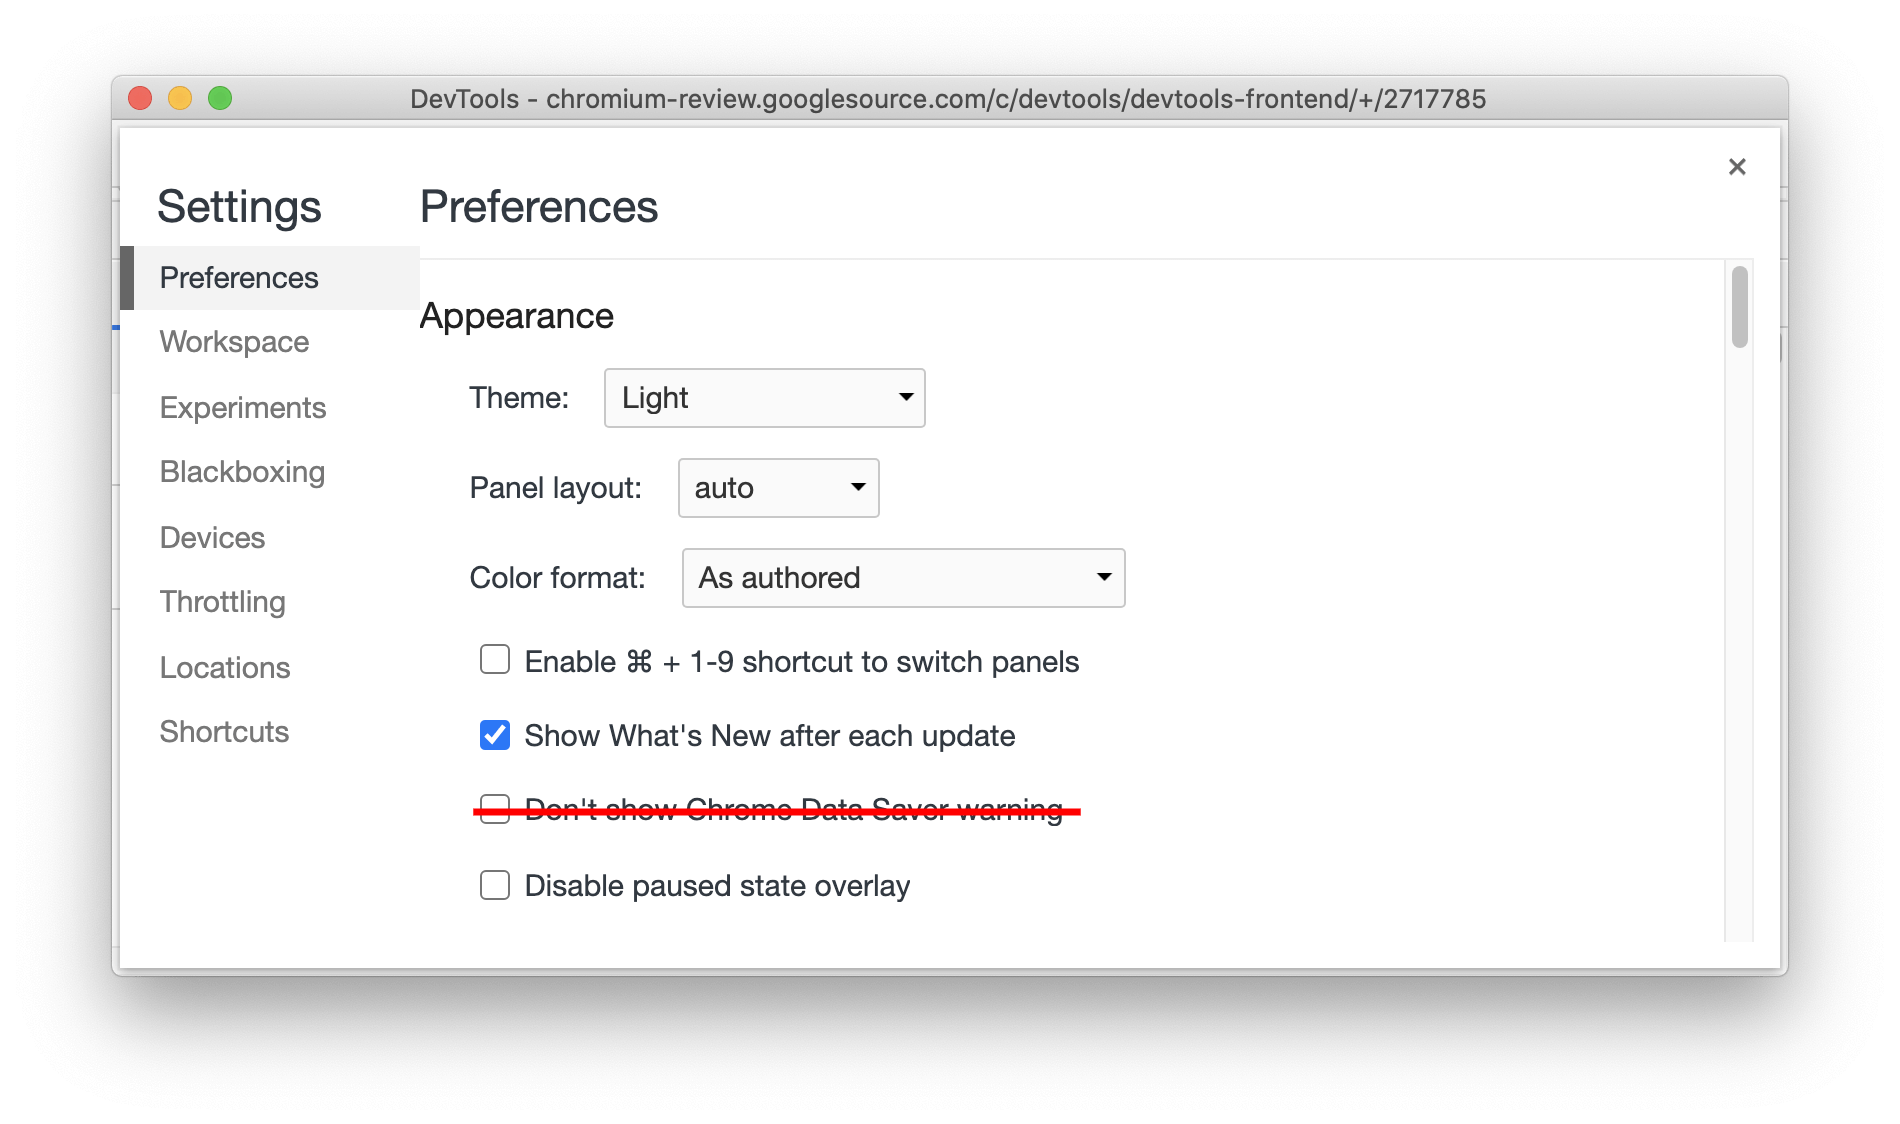 DevTools - chromium-review.googlesource.com/c/devtools/devtools-frontend/+/2717785
Settings
Preferences
Workspace
Experiments
Blackboxing
Devices
Throttling
Locations
Shortcuts
Preferences
Appearance
Theme: Light
Panel layout: auto
Color format: As authored
Enable ⌘ + 1-9 shortcut to switch panels
Show What's New after each update
Don't show Chrome Data Saver warning
Disable paused state overlay